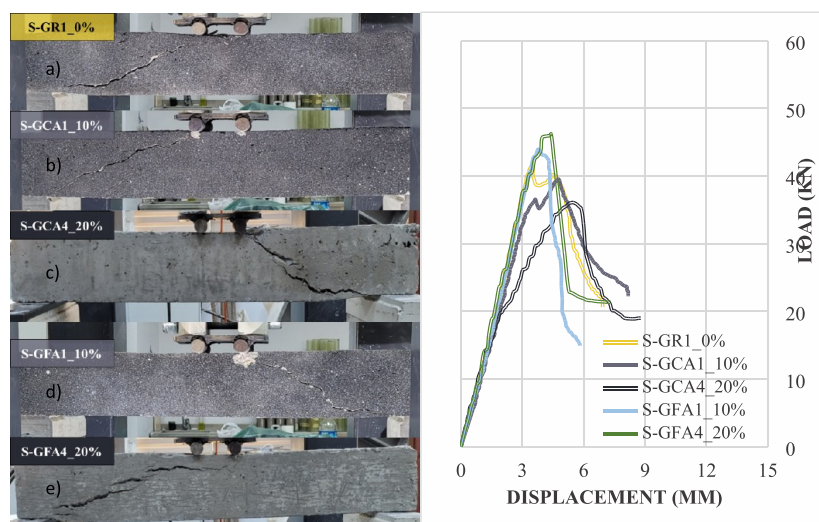 S-GR1_0%
a)
S-GCA1_10%
b)
S-GCA4_20%
c)
S-GFA1_10%
d)
S-GFA4_20%
e)
60
50
40
30
20
10
0
LOAD (KN)
S-GR1_0%
S-GCA1_10%
S-GCA4_20%
S-GFA1_10%
S-GFA4_20%
0 3 6 9 12 15
DISPLACEMENT (MM)